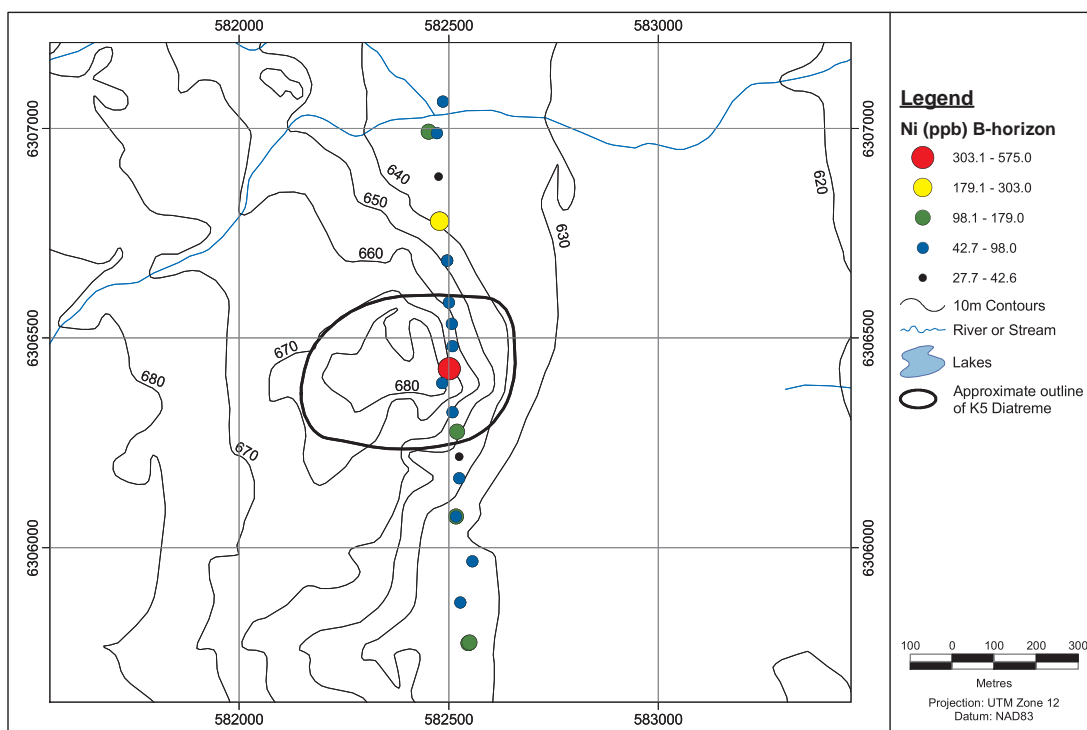 582000
582500
583000
6307000
6307000
640
650
660
630
620
6306500
6306500
670
680
680
670
6306000
6306000
582000
582500
583000
Legend
Ni (ppb) B-horizon
303.1 - 575.0
179.1 - 303.0
98.1 - 179.0
42.7 - 98.0
27.7 - 42.6
10m Contours
River or Stream
Lakes
Approximate outline
of K5 Diatreme
100 0 100 200 300
Metres
Projection: UTM Zone 12
Datum: NAD83